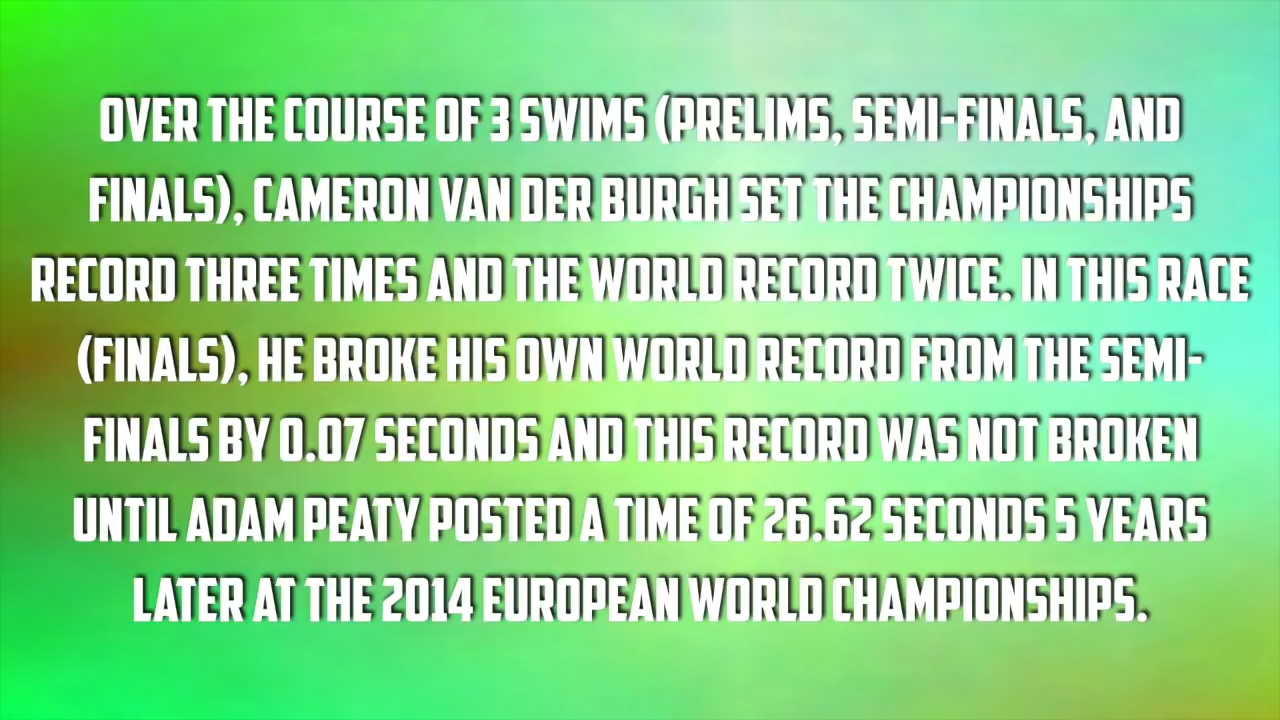 OVER THE COURSE OF 3 SWIMS (PRELIMS, SEMI-FINALS, AND
FINALS), CAMERON VAN DER BURGH SET THE CHAMPIONSHIPS
RECORD THREE TIMES AND THE WORLD RECORD TWICE. IN THIS RACE
(FINALS), HE BROKE HIS OWN WORLD RECORD FROM THE SEMI-
FINALS BY 0.07 SECONDS AND THIS RECORD WAS NOT BROKEN
UNTIL ADAM PEATY POSTED A TIME OF 26.62 SECONDS 5 YEARS
LATER AT THE 2014 EUROPEAN WORLD CHAMPIONSHIPS.